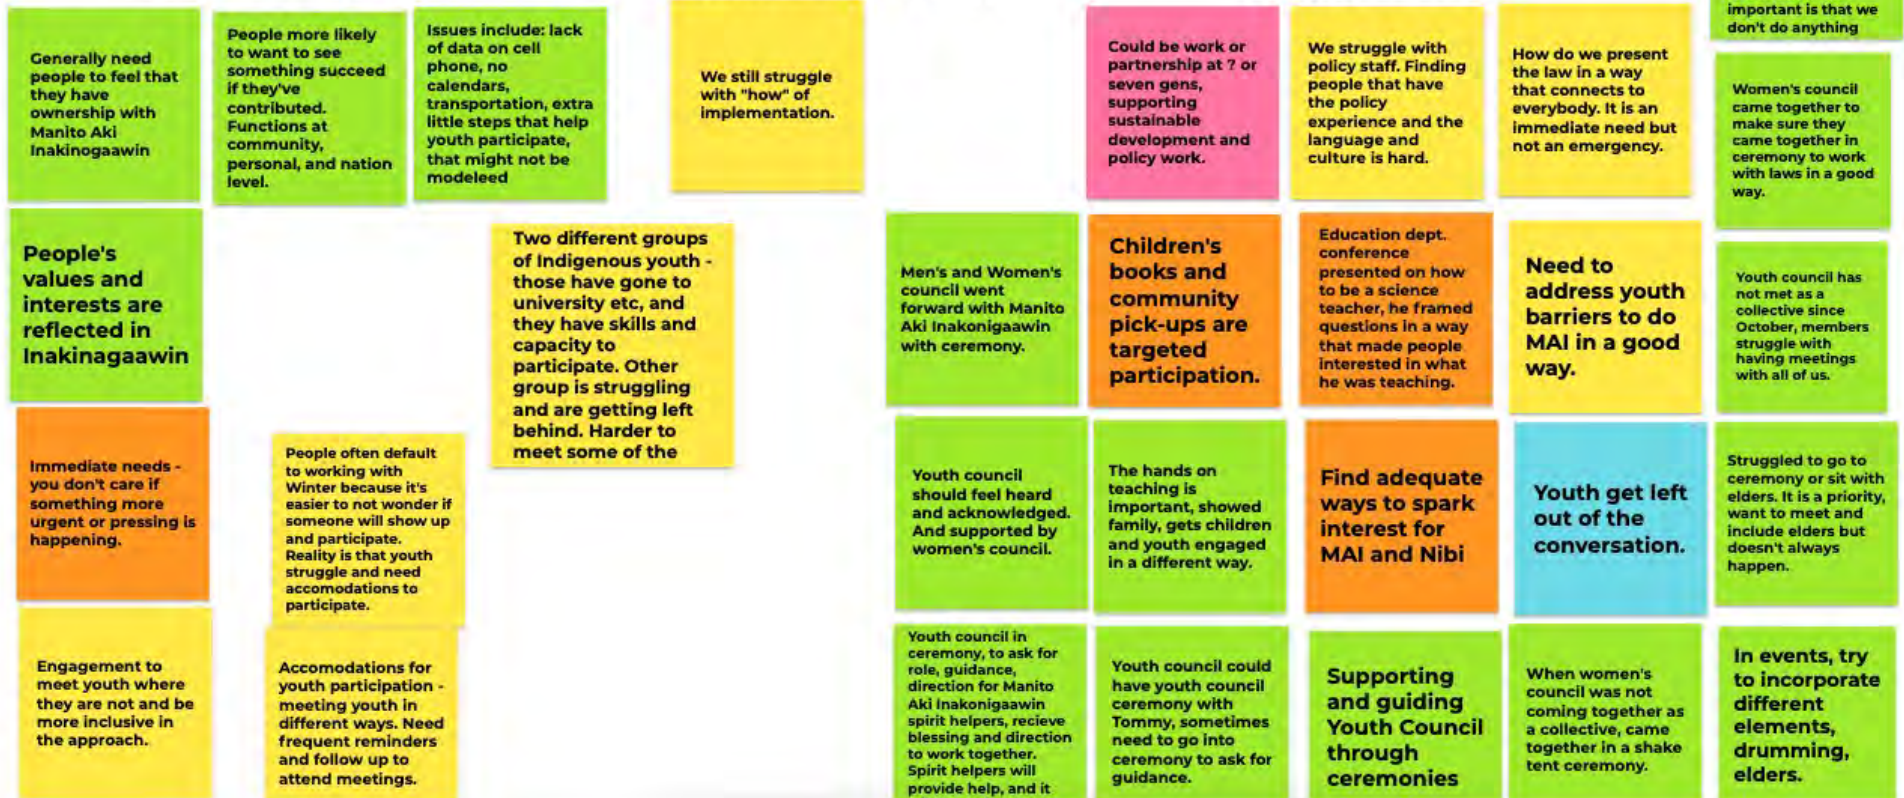 Generally need
people to feel that
they have
ownership with
Manito Aki
Inakinogaawin
People more likely
to want to see
something succeed
if they've
contributed.
Functions at
community,
personal, and nation
level.
Issues include: lack
of data on cell
phone, no
calendars,
transportation, extra
little steps that help
youth participate,
that might not be
modeleed
We still struggle
with "how" of
implementation.
Could be work or
partnership at ? or
seven gens,
supporting
sustainable
development and
policy work.
We struggle with
policy staff. Finding
people that have
the policy
experience and the
language and
culture is hard.
How do we present
the law in a way
that connects to
everybody. It is an
immediate need but
not an emergency.
important is that we
don't do anything
Women's council
came together to
make sure they
came together in
ceremony to work
with laws in a good
way.
People's
values and
interests are
reflected in
Inakinagaawin
Two different groups
of Indigenous youth -
those have gone to
university etc, and
they have skills and
capacity to
participate. Other
group is struggling
and are getting left
behind. Harder to
meet some of the
Men's and Women's
council went
forward with Manito
Aki Inakonigaawin
with ceremony.
Children's
books and
community
pick-ups are
targeted
participation.
Education dept.
conference
presented on how
to be a science
teacher, he framed
questions in a way
that made people
interested in what
he was teaching.
Need to
address youth
barriers to do
MAI in a good
way.
Youth council has
not met as a
collective since
October, members
struggle with
having meetings
with all of us.
Immediate needs -
you don't care if
something more
urgent or pressing is
happening.
People often default
to working with
Winter because it's
easier to not wonder if
someone will show up
and participate.
Reality is that youth
struggle and need
accomodations to
participate.
Youth council
should feel heard
and acknowledged.
And supported by
women's council.
The hands on
teaching is
important, showed
family, gets children
and youth engaged
in a different way.
Find adequate
ways to spark
interest for
MAI and Nibi
Youth get left
out of the
conversation.
Struggled to go to
ceremony or sit with
elders. It is a priority,
want to meet and
include elders but
doesn't always
happen.
Engagement to
meet youth where
they are not and be
more inclusive in
the approach.
Accomodations for
youth participation -
meeting youth in
different ways. Need
frequent reminders
and follow up to
attend meetings.
Youth council in
ceremony, to ask for
role, guidance,
direction for Manito
Aki Inakonigaawin
spirit helpers, recieve
blessing and direction
to work together.
Spirit helpers will
provide help, and it
Youth council could
have youth council
ceremony with
Tommy, sometimes
need to go into
ceremony to ask for
guidance.
Supporting
and guiding
Youth Council
through
ceremonies
When women's
council was not
coming together as
a collective, came
together in a shake
tent ceremony.
In events, try
to incorporate
different
elements,
drumming,
elders.